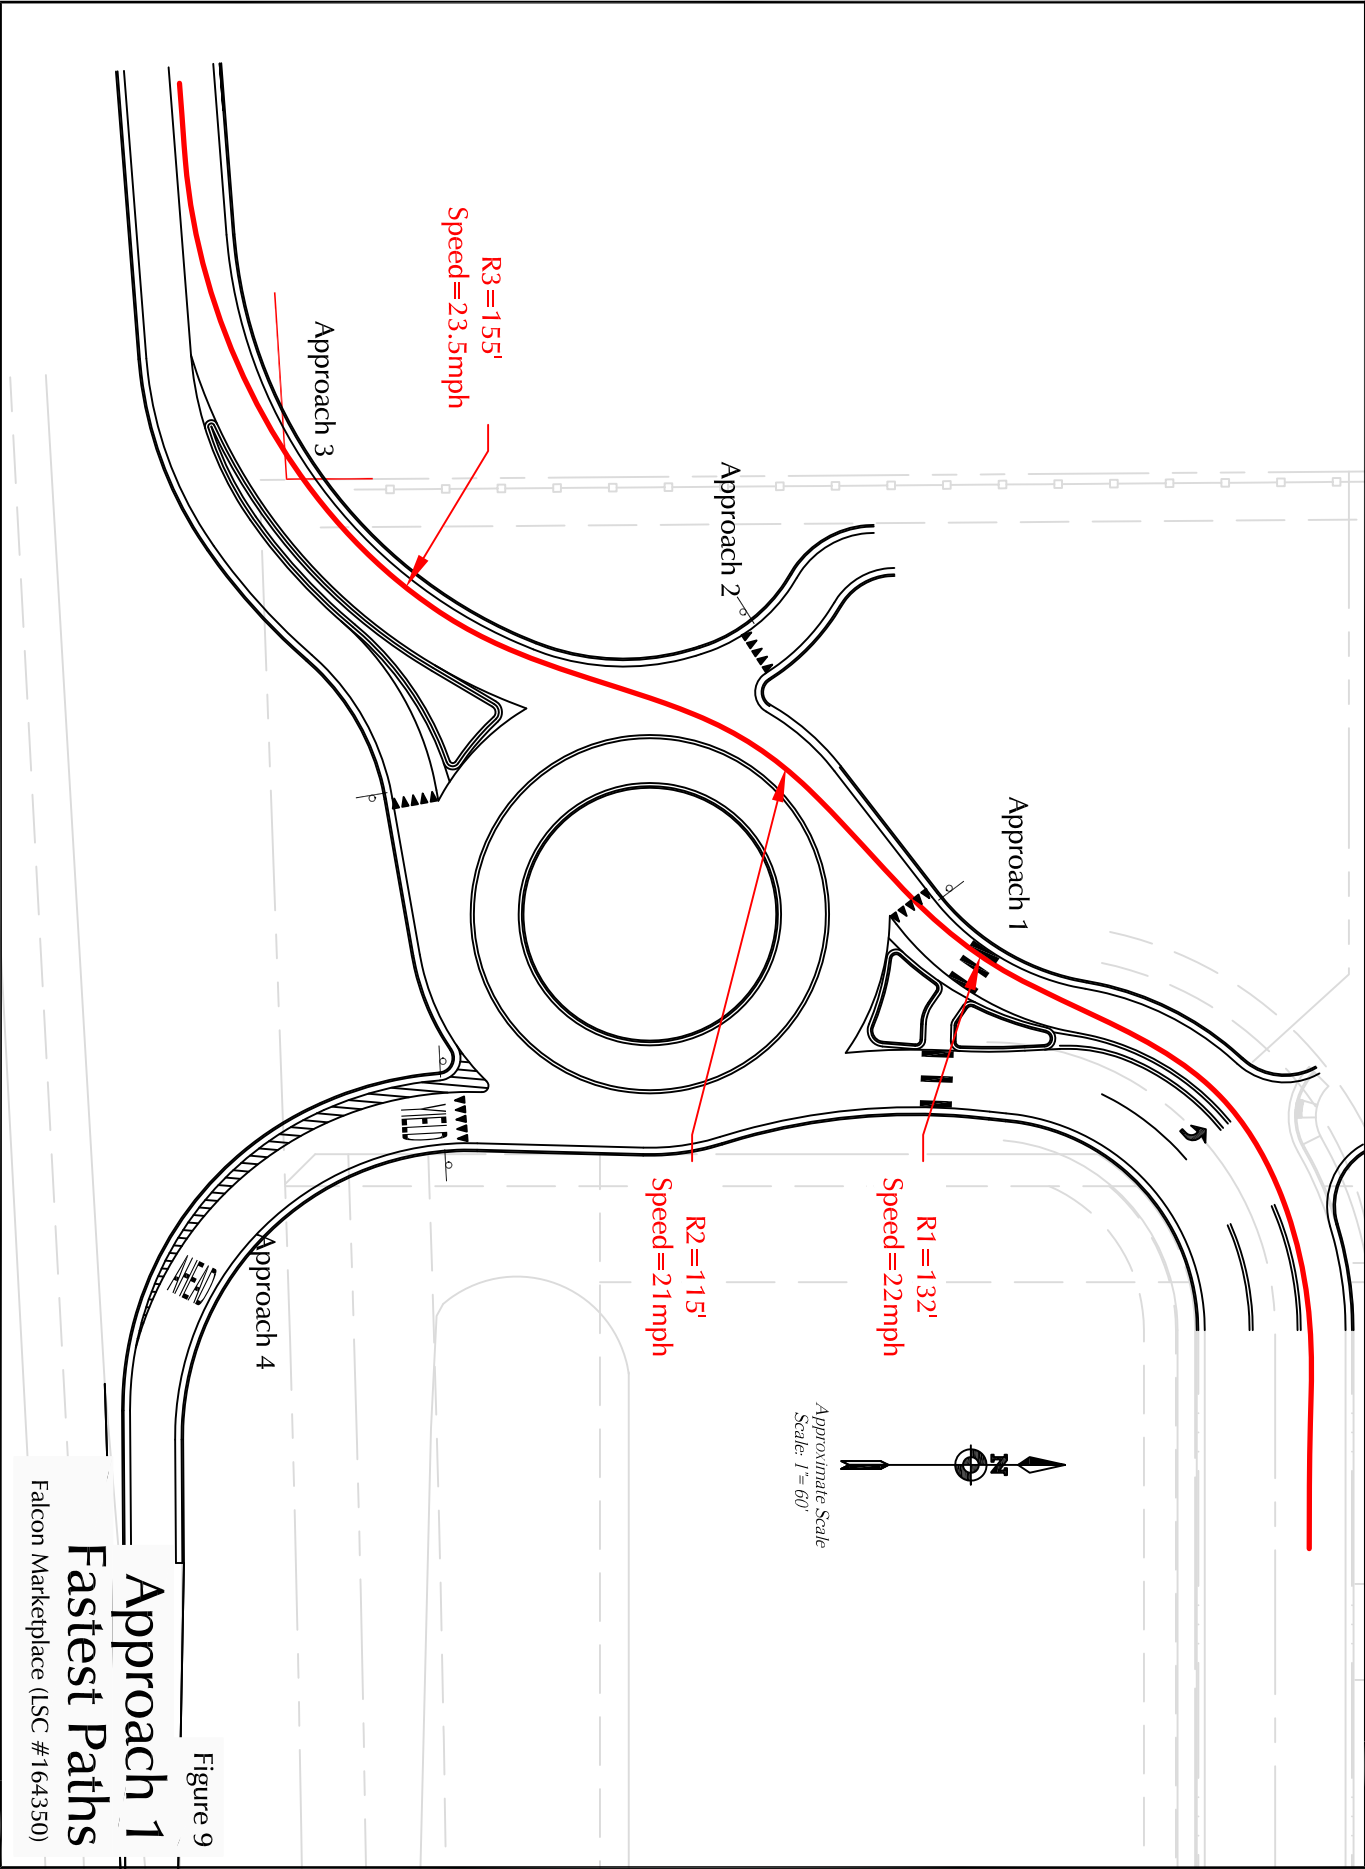 Approach 1
N
R1=132'
Speed=22mph
Approximate Scale
Scale: 1"= 60'
Approach 2
R2=115'
Speed=21mph
R3=155'
Speed=23.5mph
YIELD
Approach 3
Approach 4
AHEAD
Figure 9
Approach 1
Fastest Paths
Falcon Marketplace (LSC #164350)